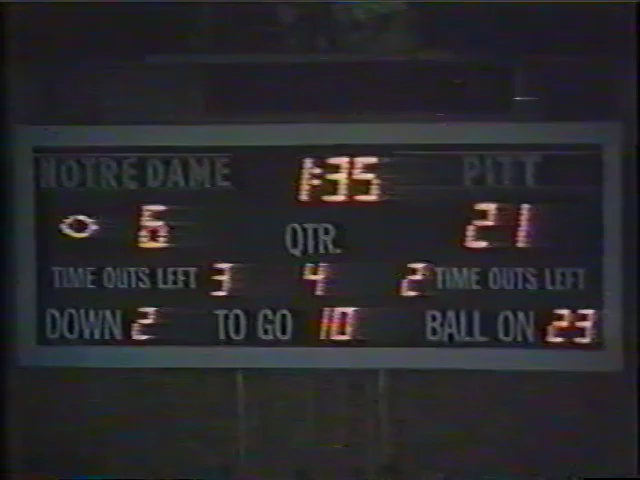 NOTRE DAME 1:35 PITT
6 QTR. 21
TIME OUTS LEFT 3 4 2 TIME OUTS LEFT
DOWN 2 TO GO 10 BALL ON 23